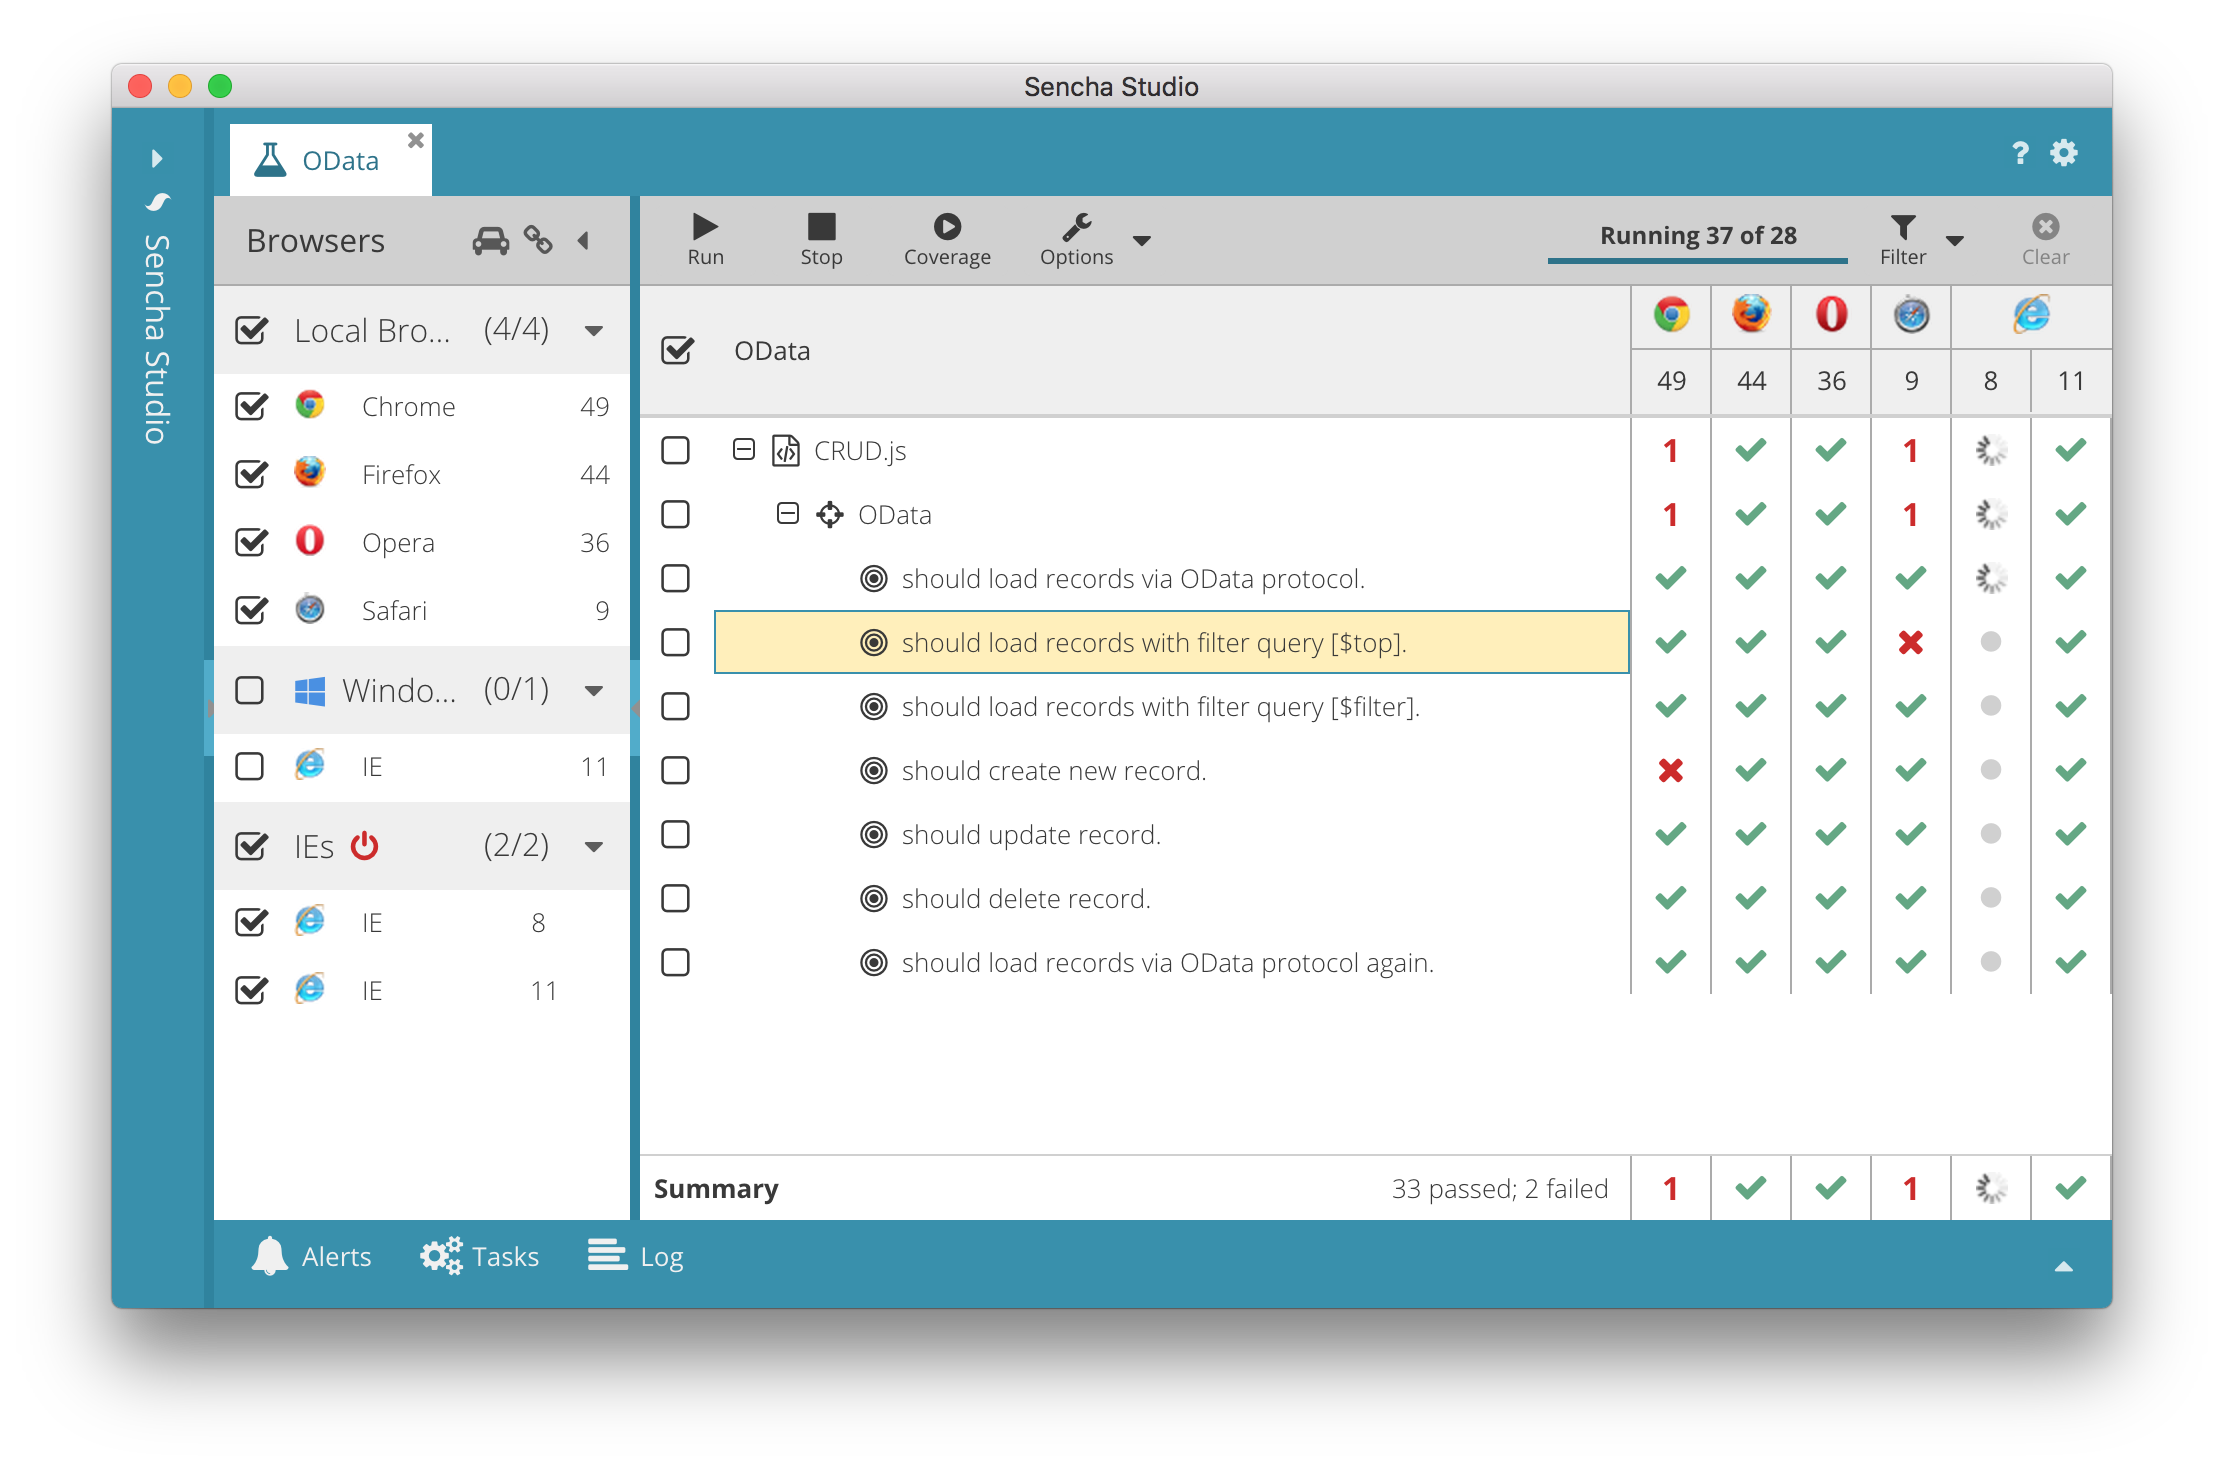 Sencha Studio
Sencha Studio
OData
?
Browsers
Run
Stop
Coverage
Options
Running 37 of 28
Filter
Clear
Local Bro... (4/4)
Chrome 49
Firefox 44
Opera 36
Safari 9
Windo... (0/1)
IE 11
IEs (2/2)
IE 8
IE 11
OData
49 44 36 9 8 11
CRUD.js 1 1
OData 1 1
should load records via OData protocol.
should load records with filter query [$top].
should load records with filter query [$filter].
should create new record.
should update record.
should delete record.
should load records via OData protocol again.
Summary 33 passed; 2 failed 1 1
Alerts Tasks Log